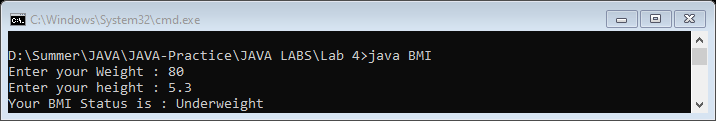 C:\Windows\System32\cmd.exe
D:\Summer\JAVA\JAVA-Practice\JAVA LABS\Lab 4>java BMI
Enter your Weight : 80
Enter your height : 5.3
Your BMI Status is : Underweight